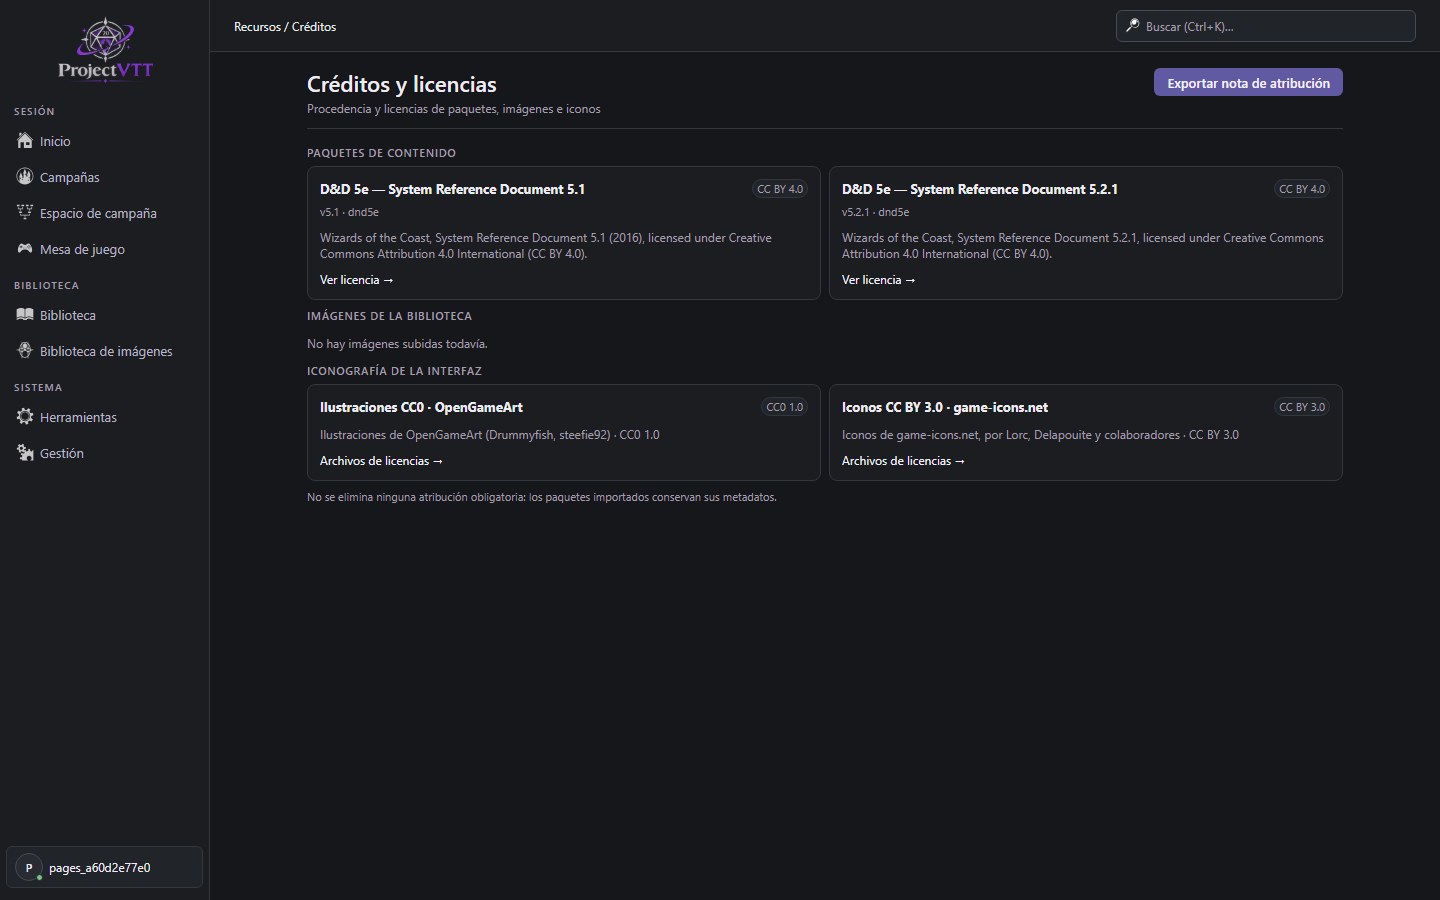 ProjectVTT
SESIÓN
Inicio
Campañas
Espacio de campaña
Mesa de juego
BIBLIOTECA
Biblioteca
Biblioteca de imágenes
SISTEMA
Herramientas
Gestión
P
pages_a60d2e77e0
Recursos / Créditos
Buscar (Ctrl+K)...
Créditos y licencias
Exportar nota de atribución
Procedencia y licencias de paquetes, imágenes e iconos
PAQUETES DE CONTENIDO
D&D 5e — System Reference Document 5.1
CC BY 4.0
v5.1 · dnd5e
Wizards of the Coast, System Reference Document 5.1 (2016), licensed under Creative
Commons Attribution 4.0 International (CC BY 4.0).
Ver licencia →
D&D 5e — System Reference Document 5.2.1
CC BY 4.0
v5.2.1 · dnd5e
Wizards of the Coast, System Reference Document 5.2.1, licensed under Creative Commons
Attribution 4.0 International (CC BY 4.0).
Ver licencia →
IMÁGENES DE LA BIBLIOTECA
No hay imágenes subidas todavía.
ICONOGRAFÍA DE LA INTERFAZ
Ilustraciones CC0 · OpenGameArt
CC0 1.0
Ilustraciones de OpenGameArt (Drummyfish, steefie92) · CC0 1.0
Archivos de licencias →
Iconos CC BY 3.0 · game-icons.net
CC BY 3.0
Iconos de game-icons.net, por Lorc, Delapouite y colaboradores · CC BY 3.0
Archivos de licencias →
No se elimina ninguna atribución obligatoria: los paquetes importados conservan sus metadatos.